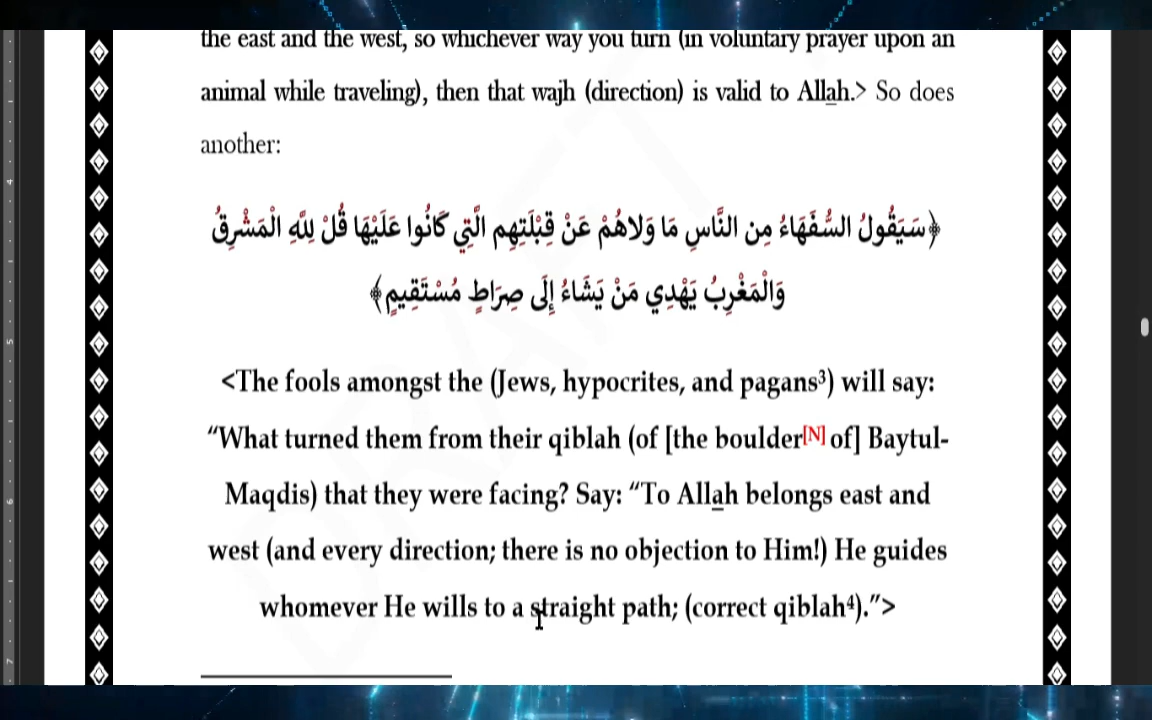 the east and the west, so whichever way you turn (in voluntary prayer upon an
animal while traveling), then that wajh (direction) is valid to Allah.> So does
another:
﴿سَيَقُولُ السُّفَهَاءُ مِن النَّاسِ مَا وَلاهُمْ عَنْ قِبْلَتِهِم الَّتِي كَانُوا عَلَيْهَا قُلْ لِلَّهِ الْمَشْرِقُ
وَالْمَغْرِبُ يَهْدِي مَنْ يَشَاءُ إِلَى صِرَاطٍ مُسْتَقِيمٍ﴾
<The fools amongst the (Jews, hypocrites, and pagans³) will say:
“What turned them from their qiblah (of [the boulder[N] of] Baytul-
Maqdis) that they were facing? Say: “To Allah belongs east and
west (and every direction; there is no objection to Him!) He guides
whomever He wills to a straight path; (correct qiblah⁴).”>